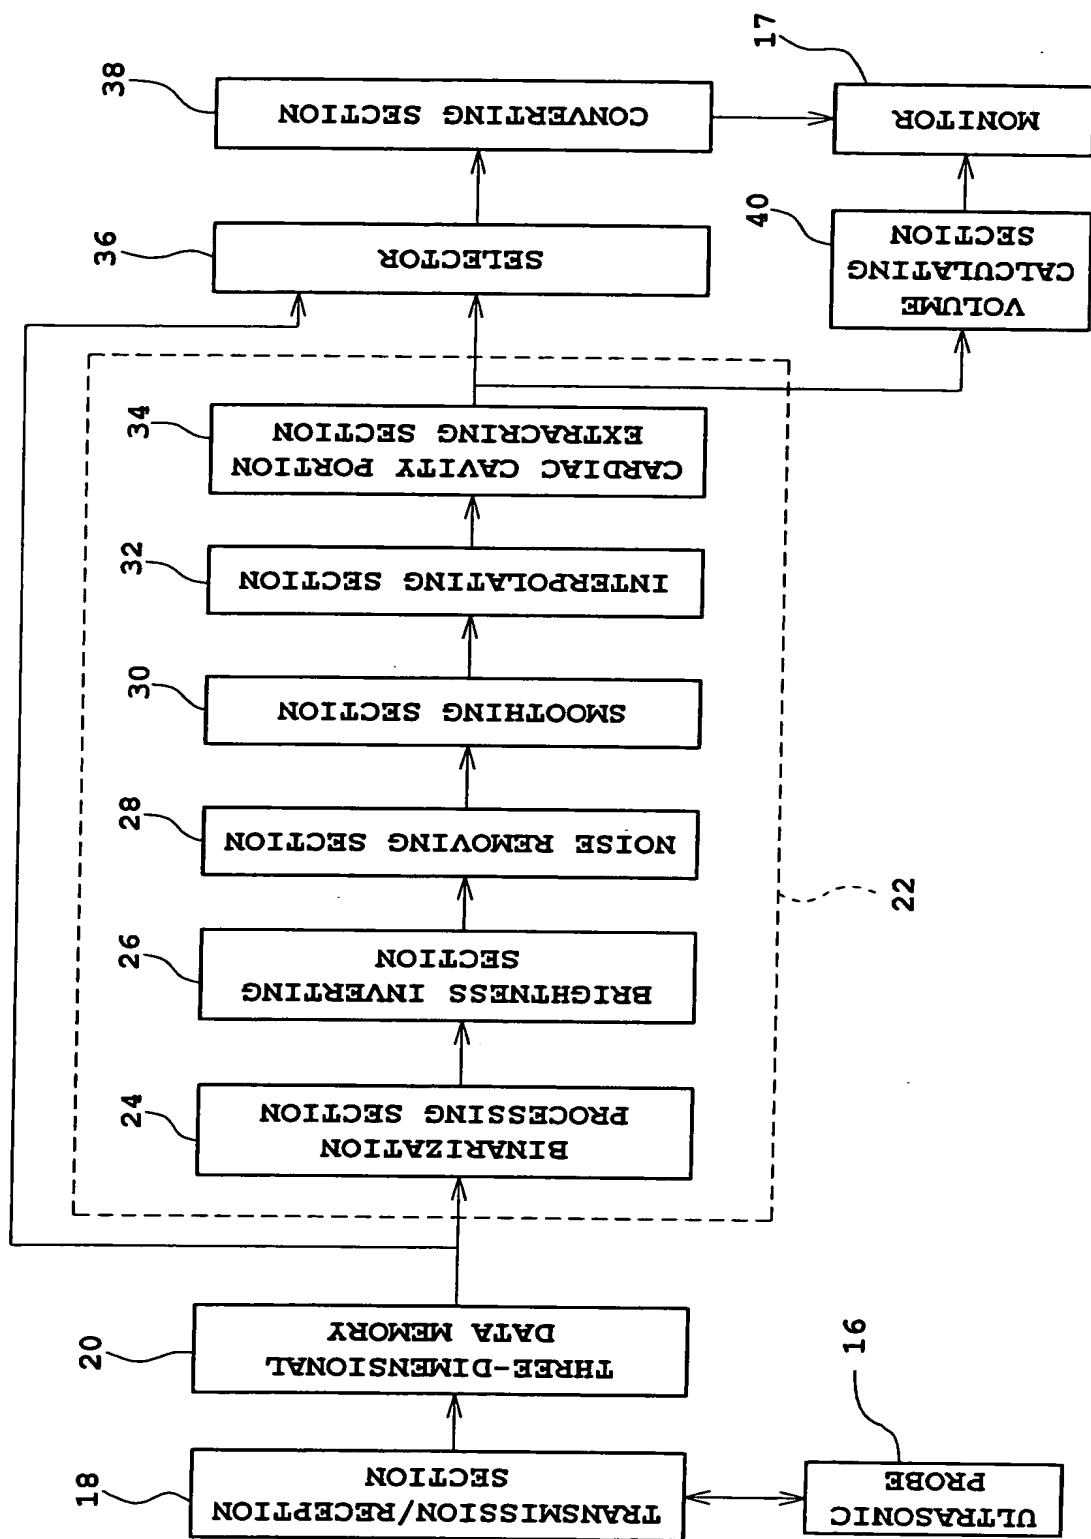 ULTRASONIC
PROBE
16
TRANSMISSION/RECEPTION
SECTION
18
THREE-DIMENSIONAL
DATA MEMORY
20
BINARIZATION
PROCESSING SECTION
24
BRIGHTNESS INVERTING
SECTION
26
NOISE REMOVING SECTION
28
SMOOTHING SECTION
30
INTERPOLATING SECTION
32
CARDIAC CAVITY PORTION
EXTRACRING SECTION
34
22
SELECTOR
36
CONVERTING SECTION
38
VOLUME
CALCULATING
SECTION
40
MONITOR
17